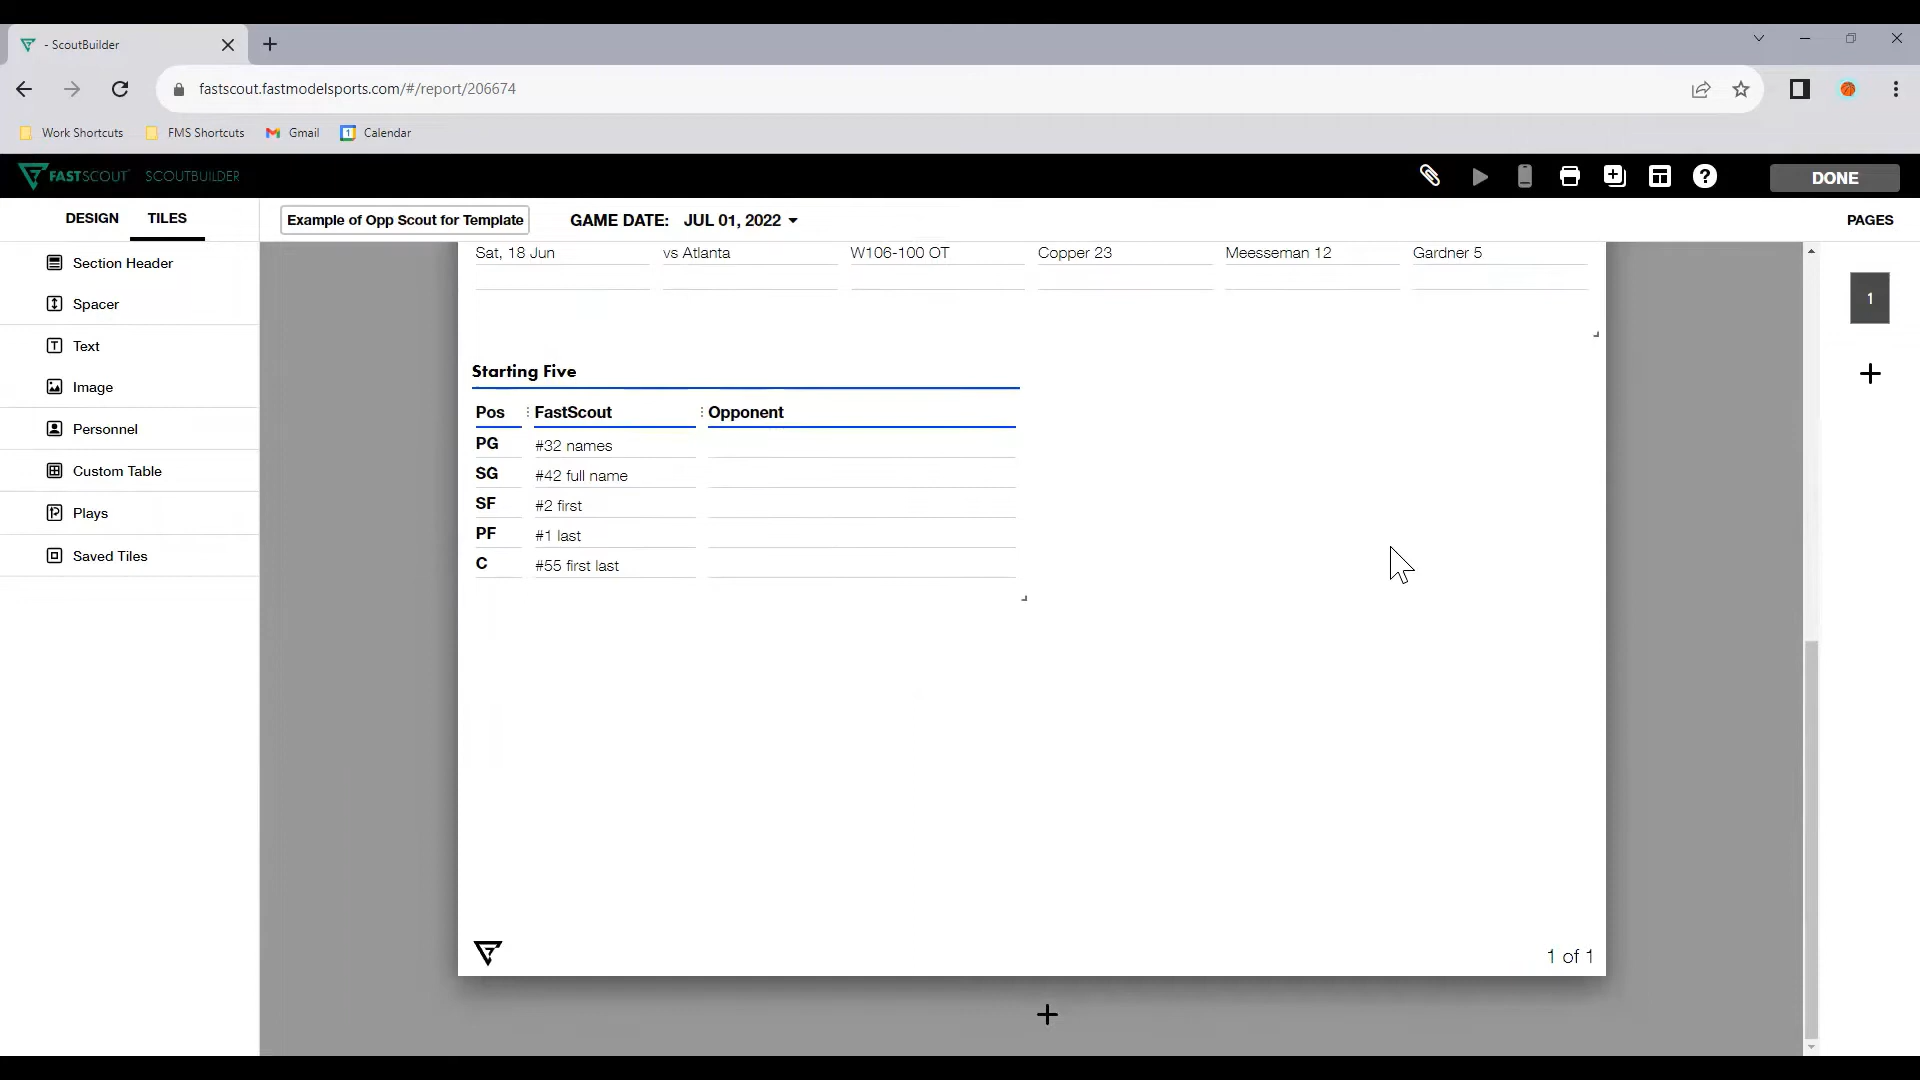 - ScoutBuilder
fastscout.fastmodelsports.com/#/report/206674
Work Shortcuts FMS Shortcuts Gmail 1 Calendar
FASTSCOUT SCOUTBUILDER ? DONE
DESIGN TILES Example of Opp Scout for Template GAME DATE: JUL 01, 2022 PAGES
Section Header
Spacer
Text
Image
Personnel
Custom Table
Plays
Saved Tiles
Sat, 18 Jun vs Atlanta W106-100 OT Copper 23 Meesseman 12 Gardner 5
Starting Five
Pos FastScout Opponent
PG #32 names
SG #42 full name
SF #2 first
PF #1 last
C #55 first last
1 of 1
1